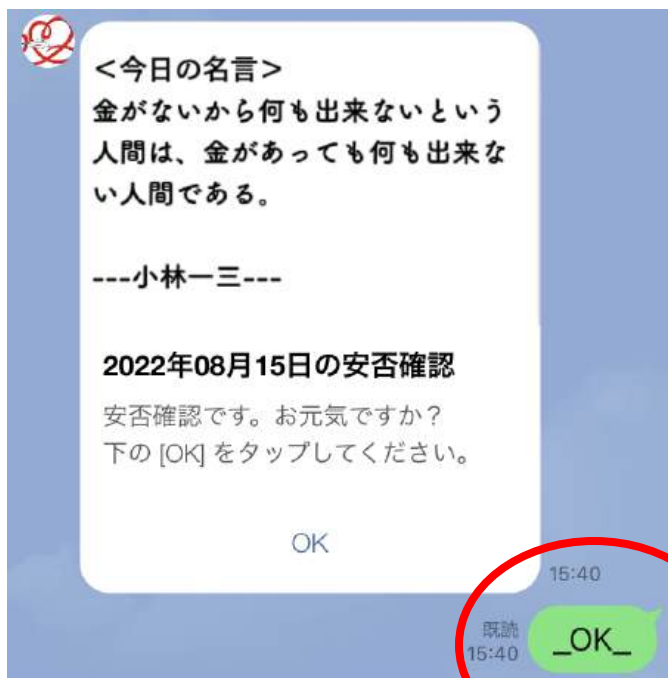 <今日の名言>
金がないから何も出来ないという
人間は、金があっても何も出来な
い人間である。
---小林一三---
2022年08月15日の安否確認
安否確認です。お元気ですか？
下の [OK] をタップしてください。
OK
15:40
既読
15:40
_OK_